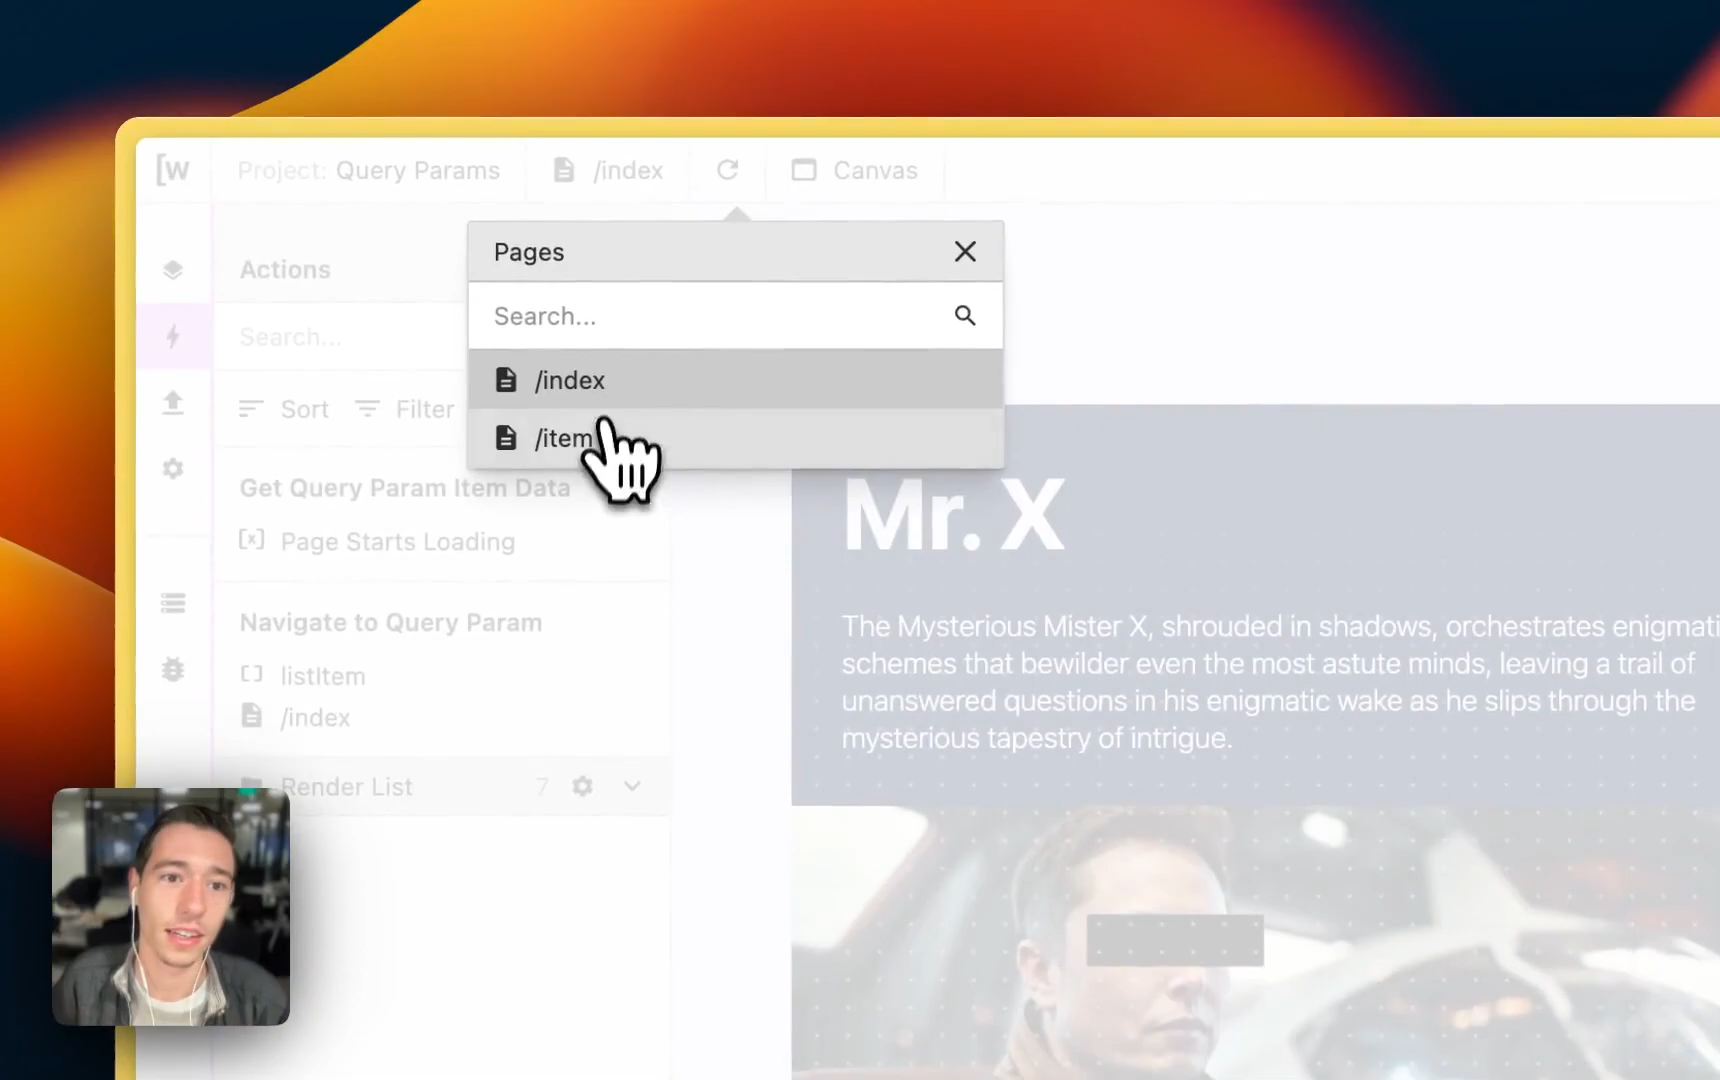 [W
Project: Query Params
/index
Canvas
Actions
Search...
Sort
Filter
Pages
Search...
/index
/item
Get Query Param Item Data
Page Starts Loading
Navigate to Query Param
listItem
/index
Render List
7
Mr. X
The Mysterious Mister X, shrouded in shadows, orchestrates
schemes that bewilder even the most astute minds, leaving a trail of
unanswered questions in his enigmatic wake as he slips through the
mysterious tapestry of intrigue.